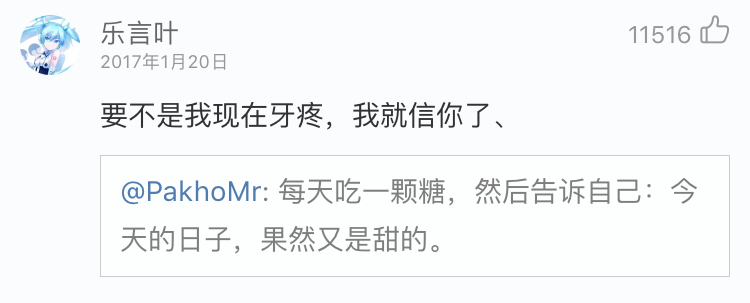 乐言叶
11516
2017年1月20日
要不是我现在牙疼，我就信你了、
@PakhoMr: 每天吃一颗糖，然后告诉自己：今
天的日子，果然又是甜的。